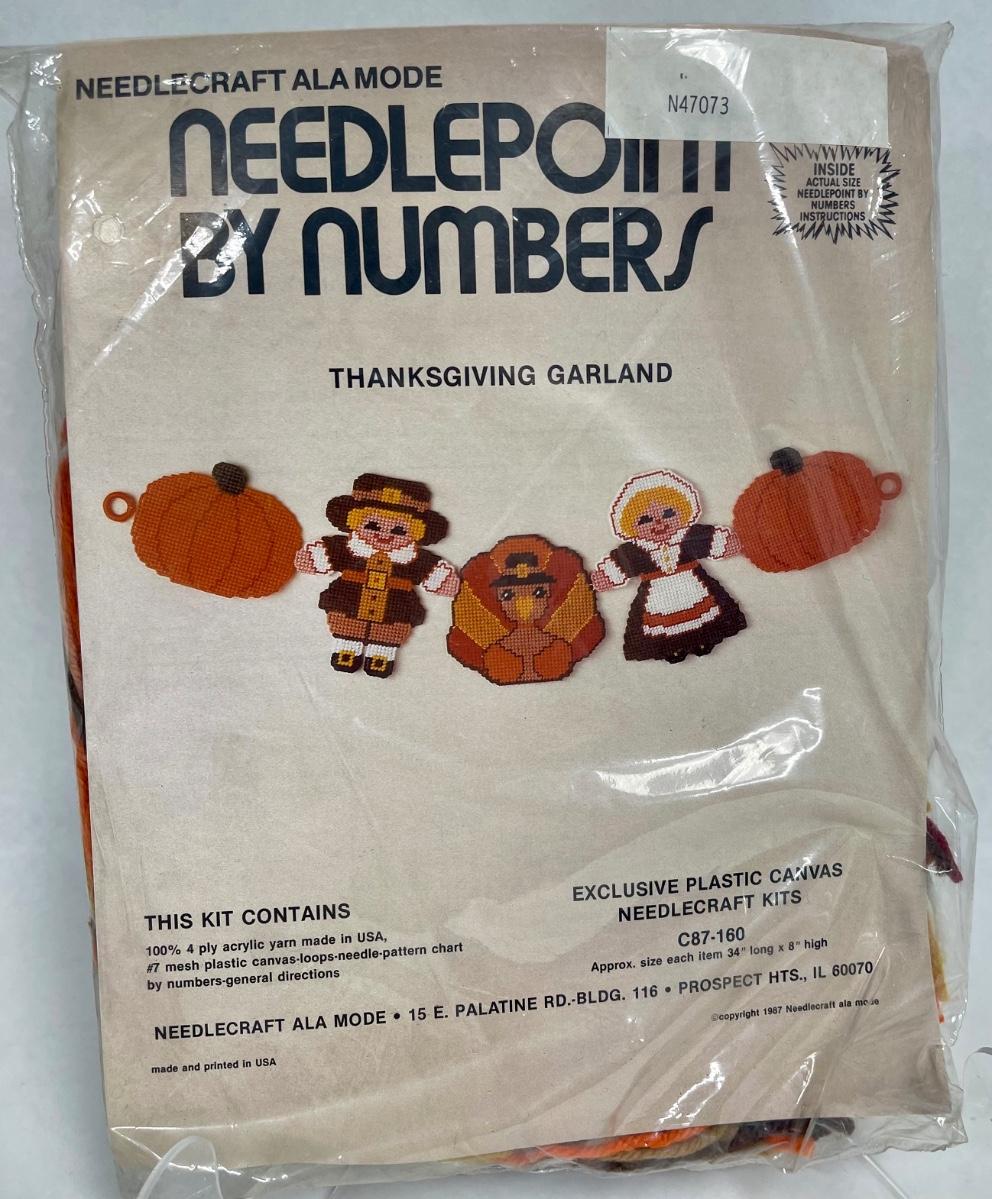 NEEDLECRAFT ALA MODE
N47073
NEEDLEPOINT
BY NUMBERS
INSIDE
ACTUAL SIZE
NEEDLEPOINT BY
NUMBERS
INSTRUCTIONS
THANKSGIVING GARLAND
THIS KIT CONTAINS
100% 4 ply acrylic yarn made in USA,
#7 mesh plastic canvas-loops-needle-pattern chart
by numbers-general directions
EXCLUSIVE PLASTIC CANVAS
NEEDLECRAFT KITS
C87-160
Approx. size each item 34" long x 8" high
NEEDLECRAFT ALA MODE • 15 E. PALATINE RD.-BLDG. 116 • PROSPECT HTS., IL 60070
©copyright 1987 Needlecraft ala mode
made and printed in USA